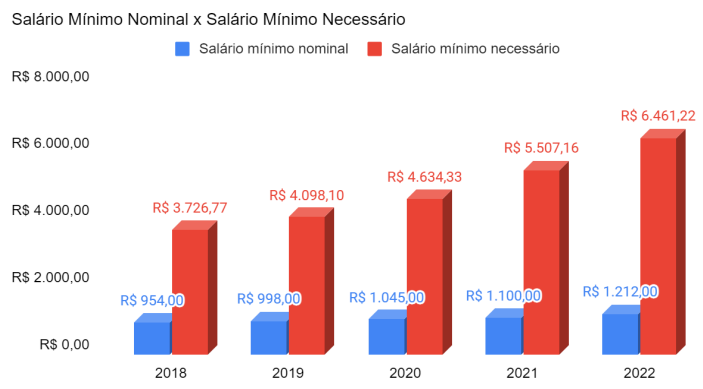 Salário Mínimo Nominal x Salário Mínimo Necessário
Salário mínimo nominal Salário mínimo necessário
R$ 8.000,00
R$ 6.461,22
R$ 6.000,00
R$ 5.507,16
R$ 4.634,33
R$ 4.098,10
R$ 4.000,00
R$ 3.726,77
R$ 2.000,00
R$ 954,00 R$ 998,00 R$ 1.045,00 R$ 1.100,00 R$ 1.212,00
R$ 0,00
2018 2019 2020 2021 2022